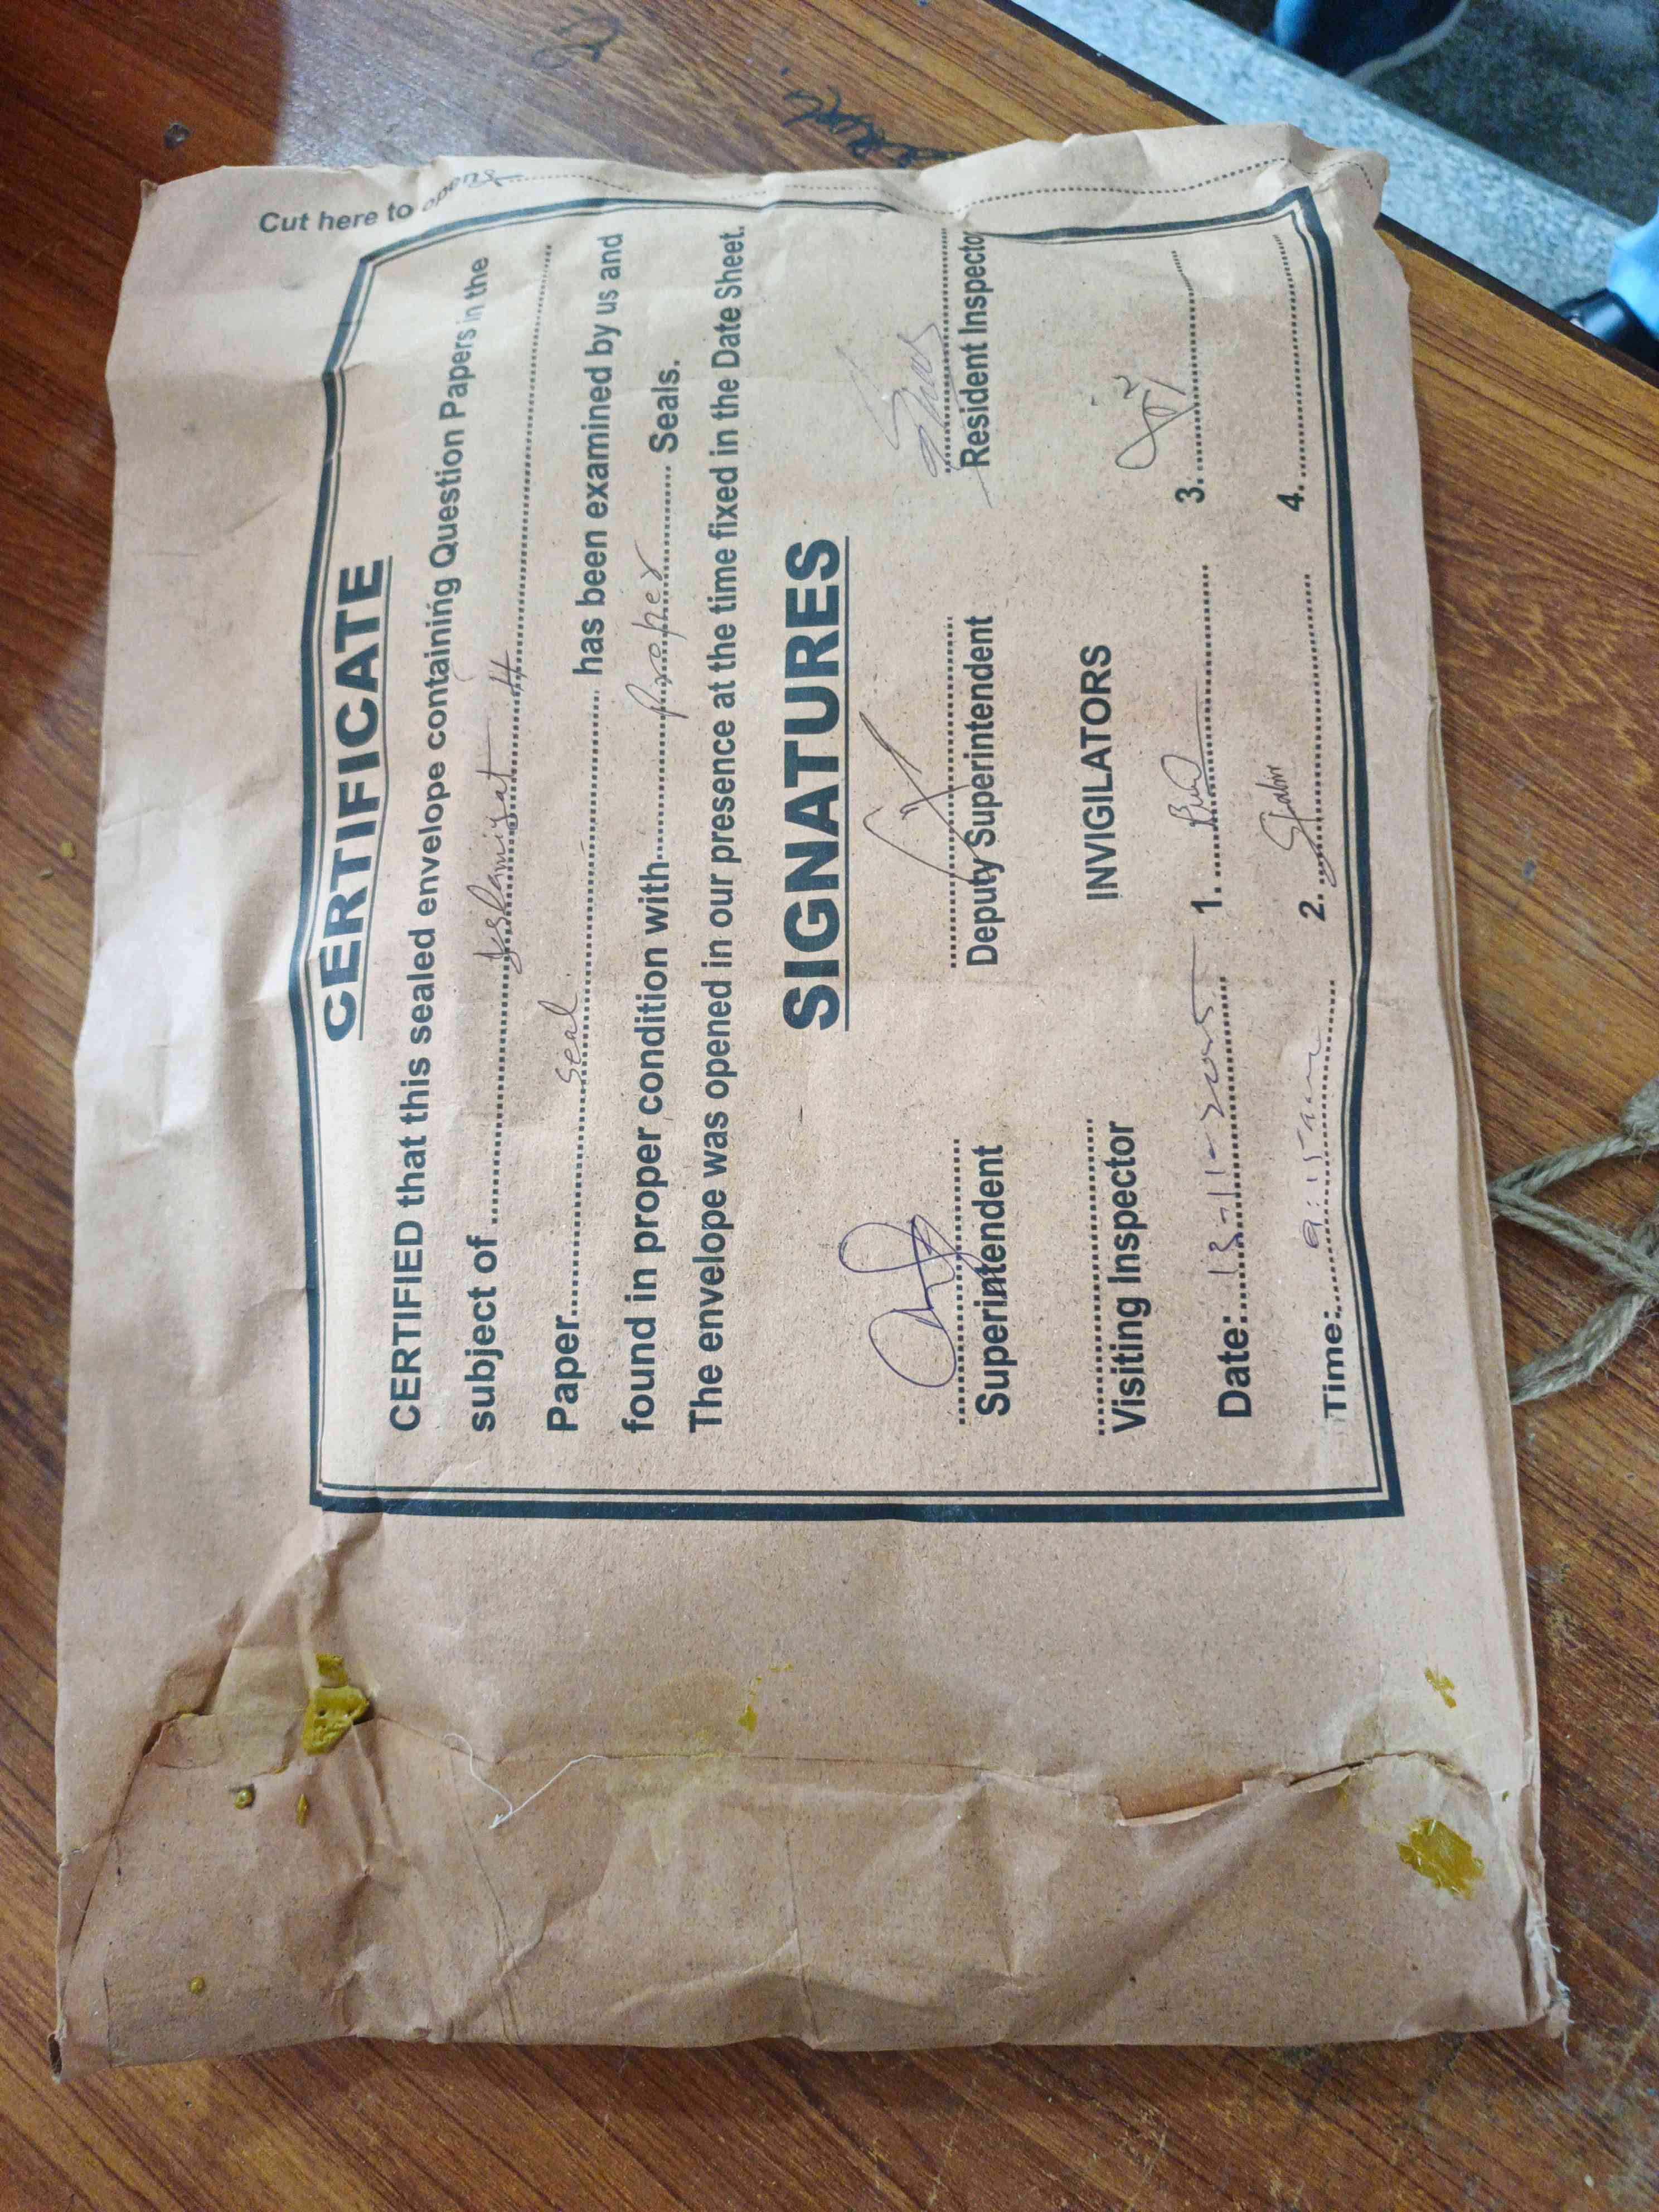 Cut here to open
CERTIFICATE
CERTIFIED that this sealed envelope containing Question Papers in the
subject of Islamiyat H
Paper seal has been examined by us and
found in proper condition with Proper Seals.
The envelope was opened in our presence at the time fixed in the Date Sheet.
SIGNATURES
Superintendent Deputy Superintendent Resident Inspector
Visiting Inspector INVIGILATORS
Date: 13-11-2025 1. 3.
Time: 9:15 am 2. 4.